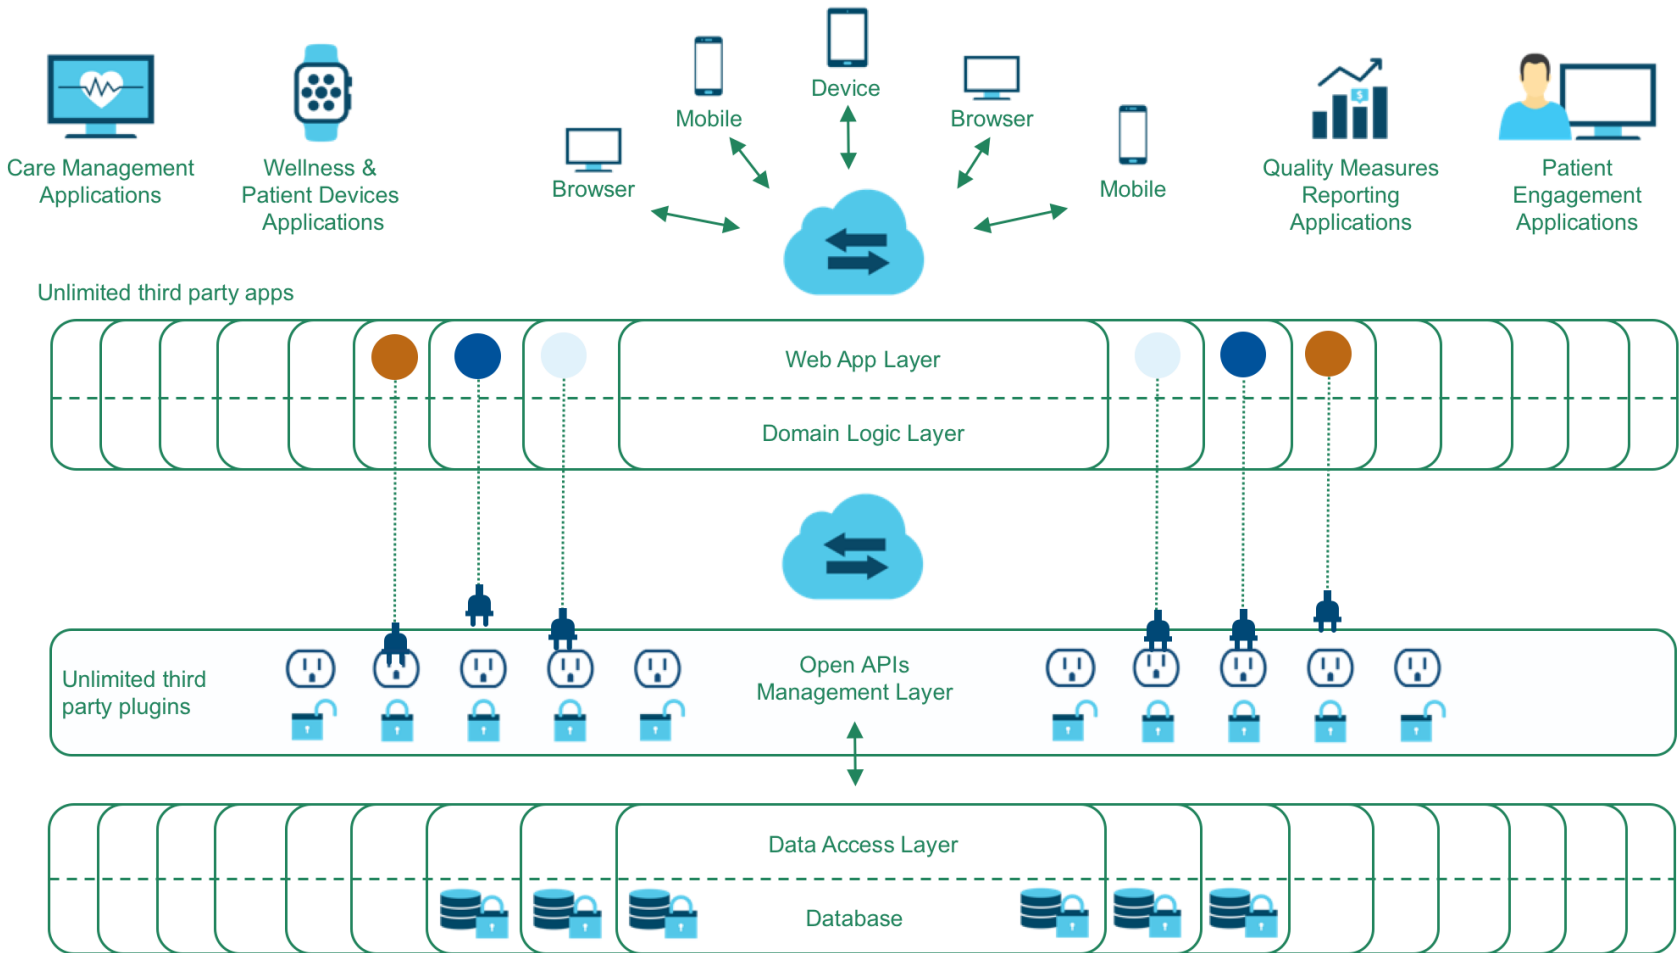 Device
Mobile
Browser
Care Management
Applications
Wellness &
Patient Devices
Applications
Browser
Mobile
Quality Measures
Reporting
Applications
Patient
Engagement
Applications
Unlimited third party apps
Web App Layer
Domain Logic Layer
Unlimited third
party plugins
Open APIs
Management Layer
Data Access Layer
Database
$